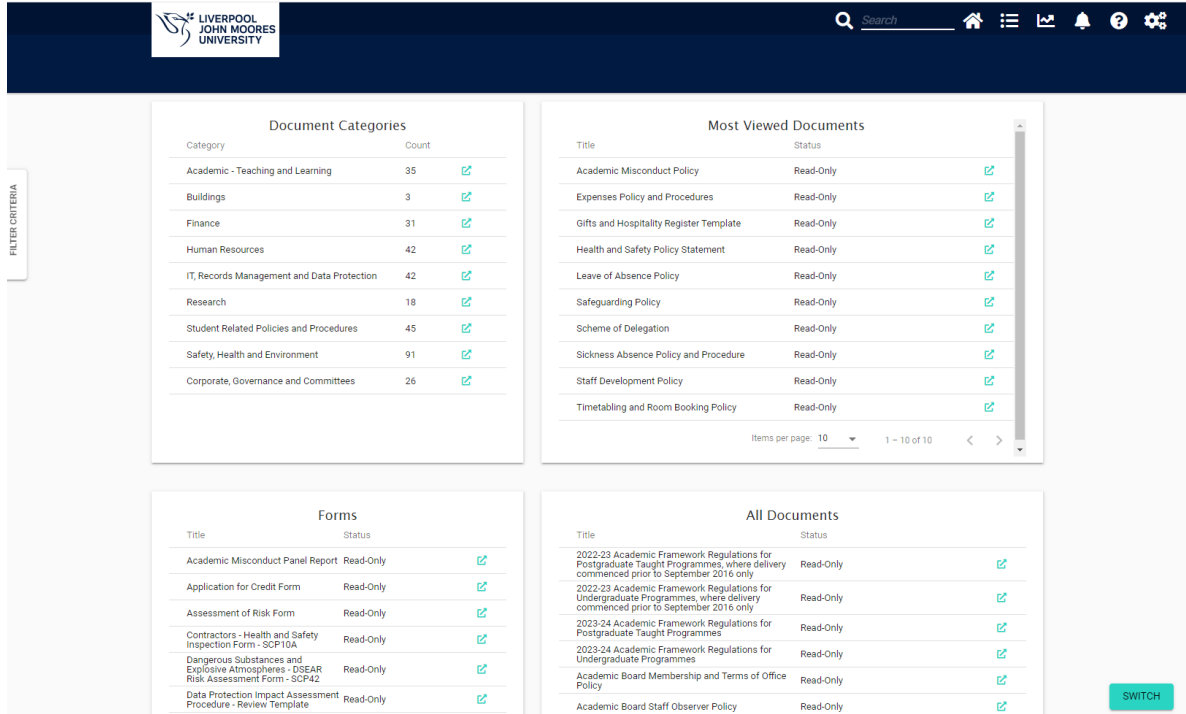 LIVERPOOL
JOHN MOORES
UNIVERSITY
Search
FILTER CRITERIA
Document Categories
Category Count
Academic - Teaching and Learning 35
Buildings 3
Finance 31
Human Resources 42
IT, Records Management and Data Protection 42
Research 18
Student Related Policies and Procedures 45
Safety, Health and Environment 91
Corporate, Governance and Committees 26
Most Viewed Documents
Title Status
Academic Misconduct Policy Read-Only
Expenses Policy and Procedures Read-Only
Gifts and Hospitality Register Template Read-Only
Health and Safety Policy Statement Read-Only
Leave of Absence Policy Read-Only
Safeguarding Policy Read-Only
Scheme of Delegation Read-Only
Sickness Absence Policy and Procedure Read-Only
Staff Development Policy Read-Only
Timetabling and Room Booking Policy Read-Only
Items per page: 10 1 – 10 of 10
Forms
Title Status
Academic Misconduct Panel Report Read-Only
Application for Credit Form Read-Only
Assessment of Risk Form Read-Only
Contractors - Health and Safety
Inspection Form - SCP10A Read-Only
Dangerous Substances and
Explosive Atmospheres - DSEAR Read-Only
Risk Assessment Form - SCP42
Data Protection Impact Assessment
Procedure - Review Template Read-Only
All Documents
Title Status
2022-23 Academic Framework Regulations for
Postgraduate Taught Programmes, where delivery Read-Only
commenced prior to September 2016 only
2022-23 Academic Framework Regulations for
Undergraduate Programmes, where delivery Read-Only
commenced prior to September 2016 only
2023-24 Academic Framework Regulations for
Postgraduate Taught Programmes Read-Only
2023-24 Academic Framework Regulations for
Undergraduate Programmes Read-Only
Academic Board Membership and Terms of Office
Policy Read-Only
Academic Board Staff Observer Policy Read-Only
SWITCH